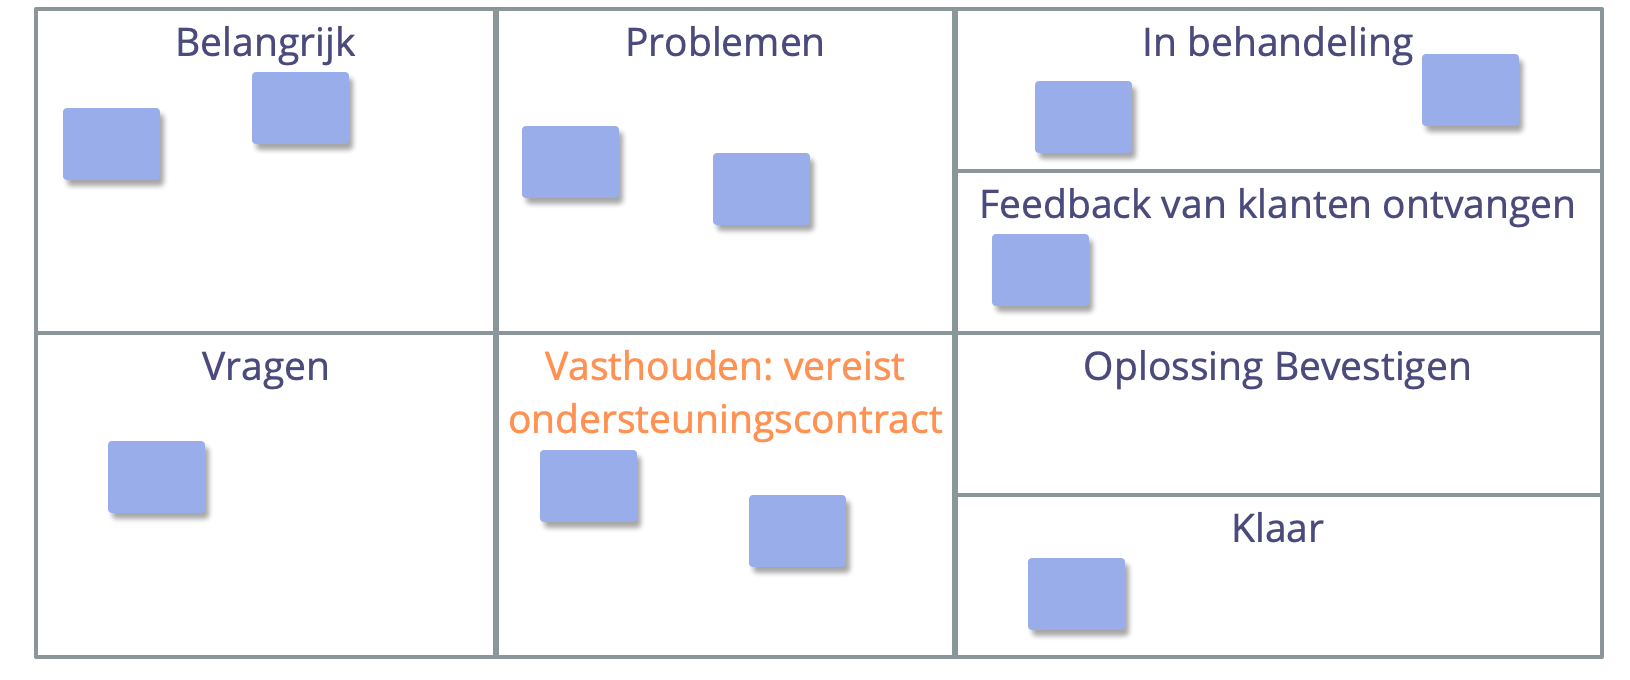 Belangrijk
Problemen
In behandeling
Feedback van klanten ontvangen
Vragen
Vasthouden: vereist
ondersteuningscontract
Oplossing Bevestigen
Klaar